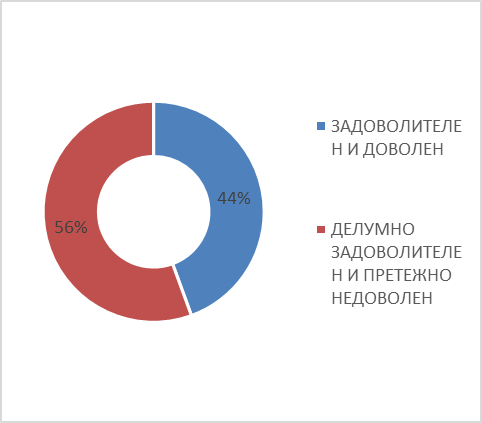 44%
56%
ЗАДОВОЛИТЕЛЕ
Н И ДОВОЛЕН
ДЕЛУМНО
ЗАДОВОЛИТЕЛЕ
Н И ПРЕТЕЖНО
НЕДОВОЛЕН